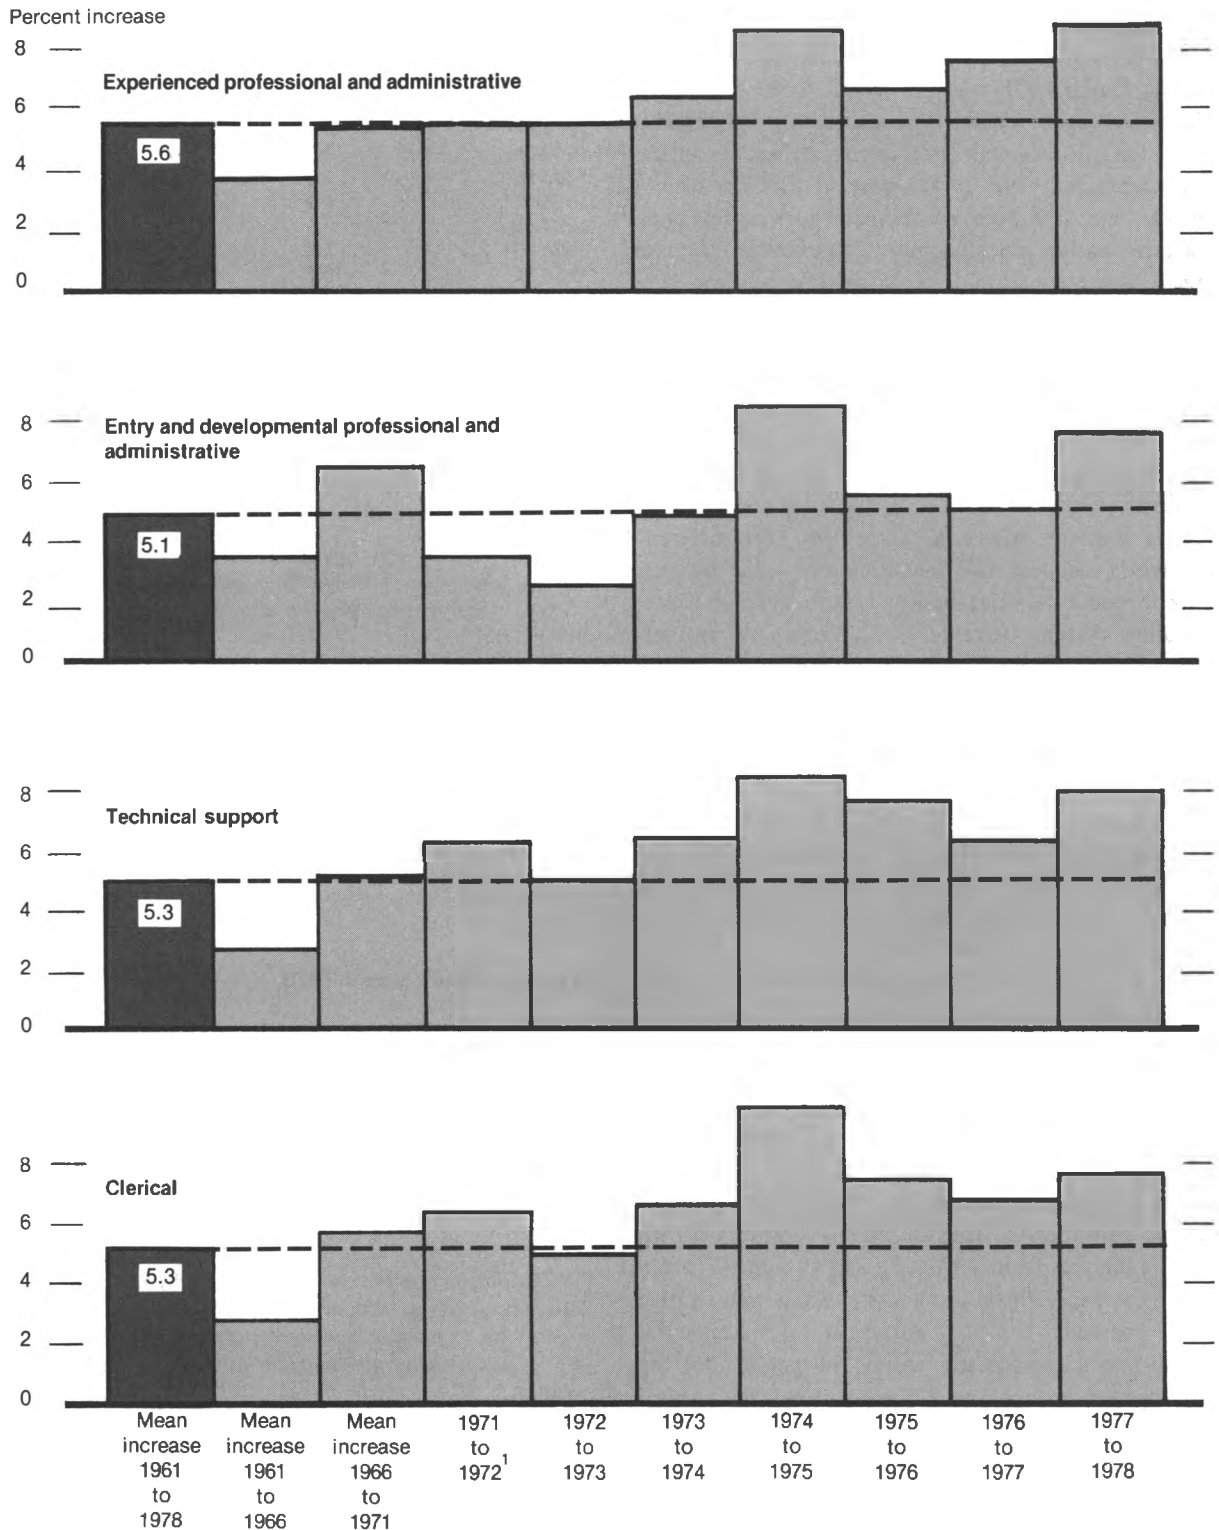 Percent increase
8
Experienced professional and administrative
6
5.6
4
2
0
8
Entry and developmental professional and
administrative
6
5.1
4
2
0
8
Technical support
6
5.3
4
2
0
8
Clerical
6
5.3
4
2
0
Mean increase 1961 to 1978
Mean increase 1961 to 1966
Mean increase 1966 to 1971
1971 to 1972¹
1972 to 1973
1973 to 1974
1974 to 1975
1975 to 1976
1976 to 1977
1977 to 1978